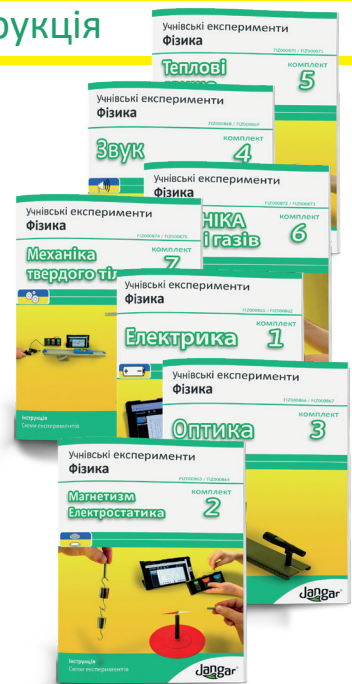 рукція
Учнівські експерименти
Фізика
Теплові
комплект
5
Учнівські експерименти
Фізика
Звук
комплект
4
Учнівські експерименти
Фізика
комплект
і газів
6
Учнівські експерименти
Фізика
Механіка
твердого
комплект
7
Учнівські експерименти
Фізика
Електрика
комплект
1
Учнівські експерименти
Фізика
Оптика
комплект
3
Jangar
Учнівські експерименти
Фізика
Магнетизм
Електростатика
комплект
2
Інструкція
Схеми експериментів
Jangar
Інструкція
Схеми експериментів